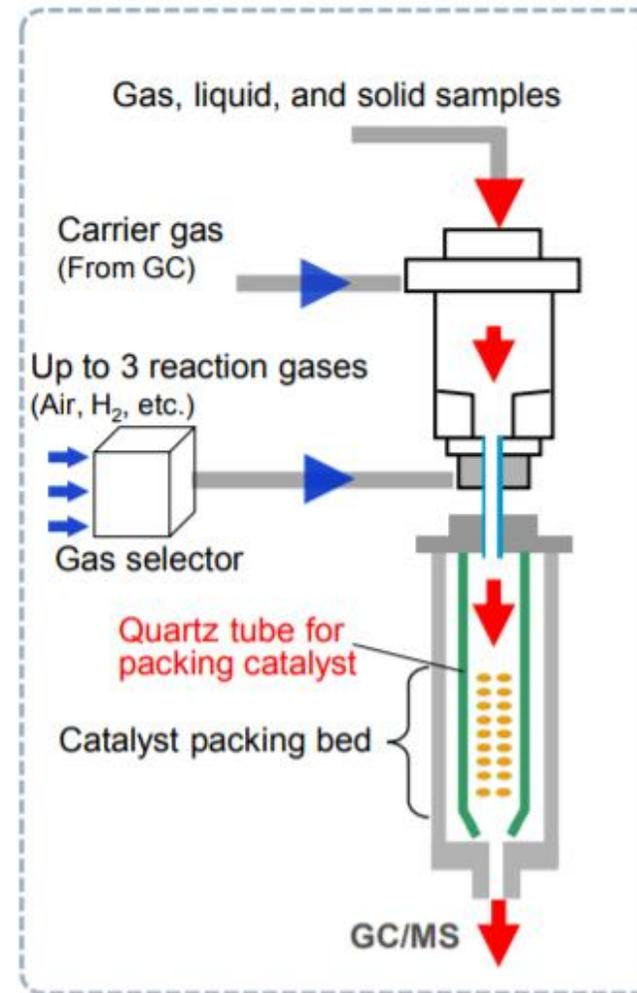 Gas, liquid, and solid samples
Carrier gas
(From GC)
Up to 3 reaction gases
(Air, H₂, etc.)
Gas selector
Quartz tube for
packing catalyst
Catalyst packing bed
GC/MS